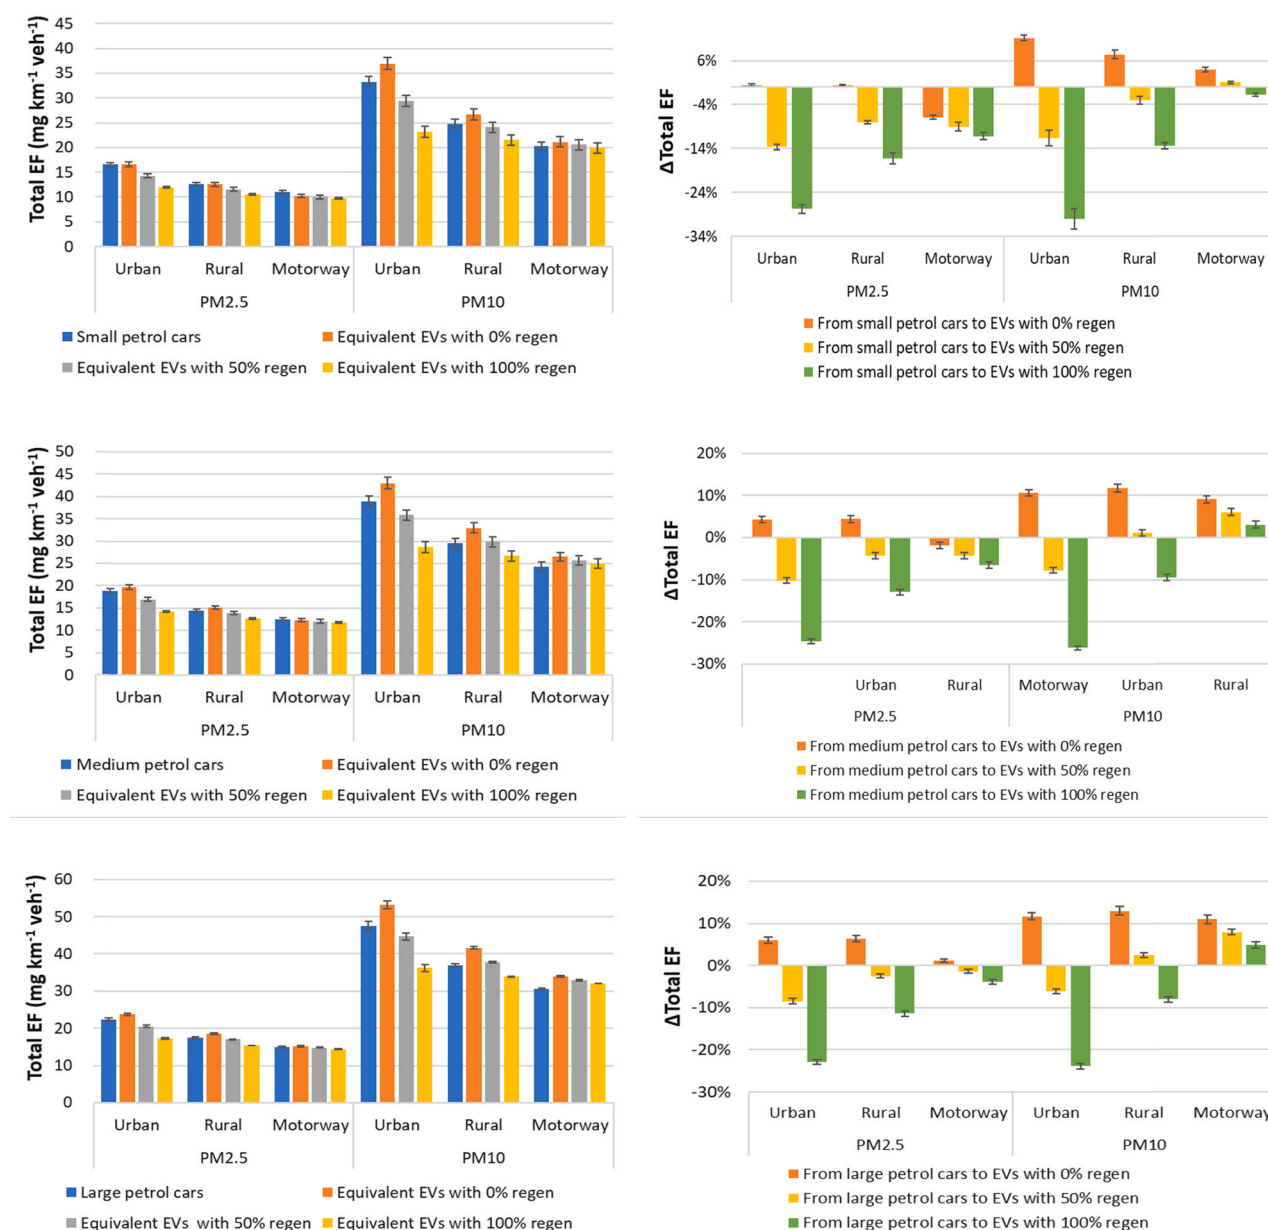 Total EF (mg km⁻¹ veh⁻¹)
45
40
35
30
25
20
15
10
5
0
Urban Rural Motorway Urban Rural Motorway
PM2.5 PM10
Small petrol cars Equivalent EVs with 0% regen
Equivalent EVs with 50% regen Equivalent EVs with 100% regen
ΔTotal EF
6%
-4%
-14%
-24%
-34%
Urban Rural Motorway Urban Rural Motorway
PM2.5 PM10
From small petrol cars to EVs with 0% regen
From small petrol cars to EVs with 50% regen
From small petrol cars to EVs with 100% regen
Total EF (mg km⁻¹ veh⁻¹)
50
45
40
35
30
25
20
15
10
5
0
Urban Rural Motorway Urban Rural Motorway
PM2.5 PM10
Medium petrol cars Equivalent EVs with 0% regen
Equivalent EVs with 50% regen Equivalent EVs with 100% regen
ΔTotal EF
20%
10%
0%
-10%
-20%
-30%
Urban Rural Motorway Urban Rural
PM2.5 PM10
From medium petrol cars to EVs with 0% regen
From medium petrol cars to EVs with 50% regen
From medium petrol cars to EVs with 100% regen
Total EF (mg km⁻¹ veh⁻¹)
60
50
40
30
20
10
0
Urban Rural Motorway Urban Rural Motorway
PM2.5 PM10
Large petrol cars Equivalent EVs with 0% regen
Equivalent EVs with 50% regen Equivalent EVs with 100% regen
ΔTotal EF
20%
10%
0%
-10%
-20%
-30%
Urban Rural Motorway Urban Rural Motorway
PM2.5 PM10
From large petrol cars to EVs with 0% regen
From large petrol cars to EVs with 50% regen
From large petrol cars to EVs with 100% regen